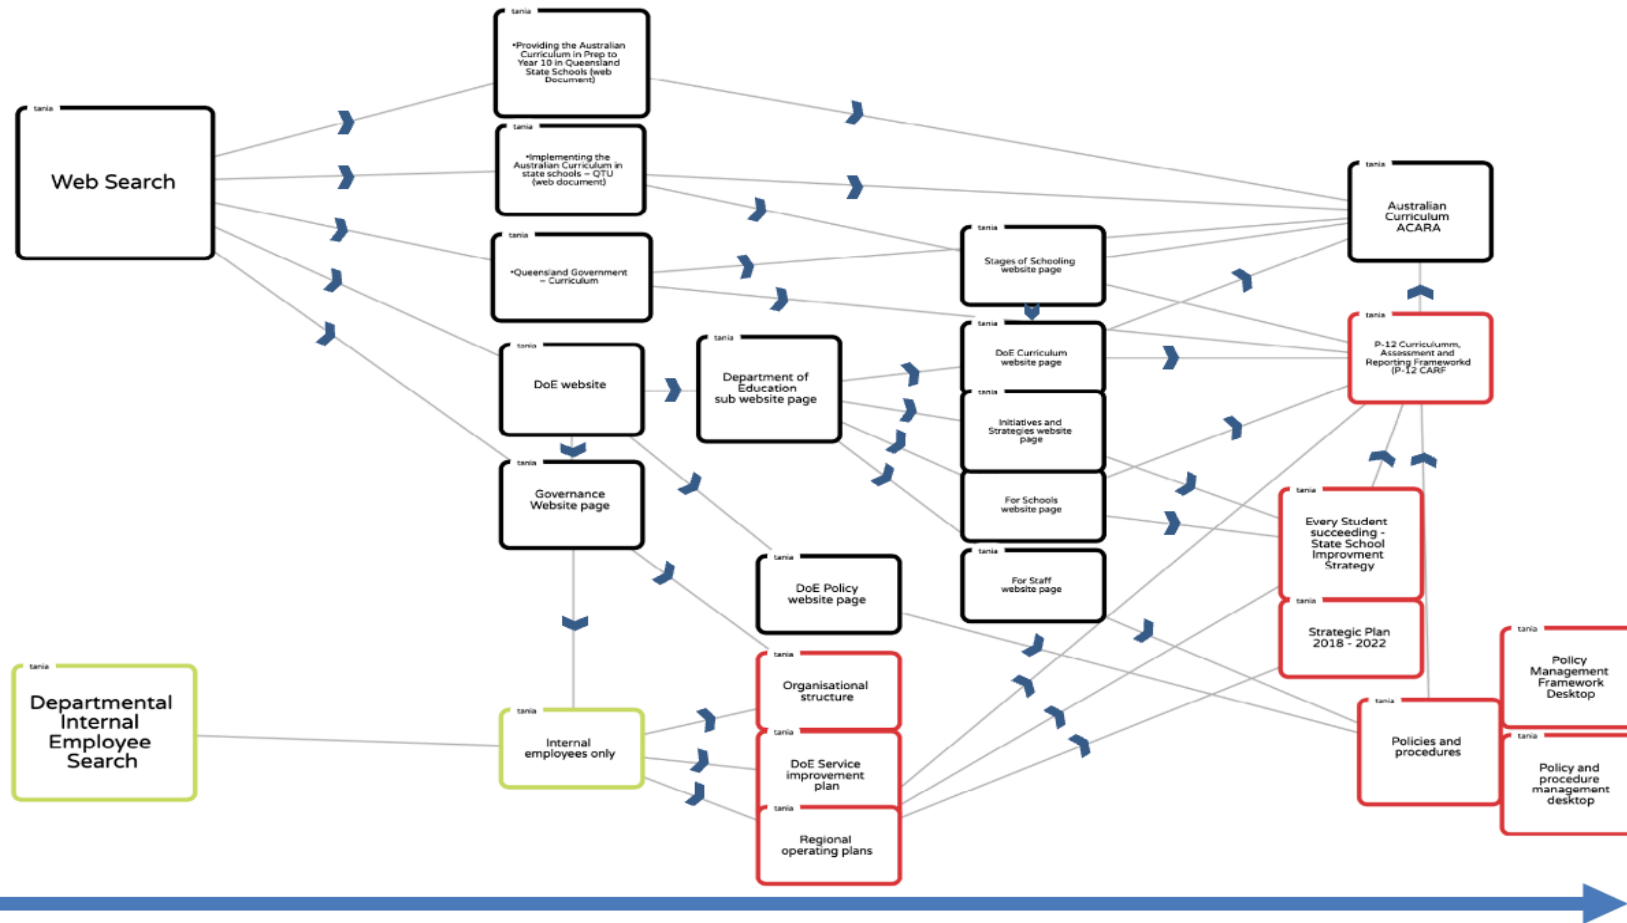 tania
•Providing the Australian
Curriculum in Prep to
Year 10 in Queensland
State Schools (web
Document)
tania
Web Search
tania
•Implementing the
Australian Curriculum in
state schools – QTU
(web document)
tania
•Queensland Government
– Curriculum
tania
DoE website
tania
Governance
Website page
tania
Departmental
Internal
Employee
Search
tania
Internal
employees only
tania
Department of
Education
sub website page
tania
DoE Policy
website page
tania
Organisational
structure
tania
DoE Service
improvement
plan
tania
Regional
operating plans
tania
Stages of Schooling
website page
tania
DoE Curriculum
website page
tania
Initiatives and
Strategies website
page
For Schools
website page
tania
For Staff
website page
tania
Australian
Curriculum
ACARA
tania
P-12 Curriculumm,
Assessment and
Reporting Frameworkd
(P-12 CARF
tania
Every Student
succeeding -
State School
Improvment
Strategy
tania
Strategic Plan
2018 - 2022
tania
Policies and
procedures
tania
Policy
Management
Framework
Desktop
tania
Policy and
procedure
management
desktop